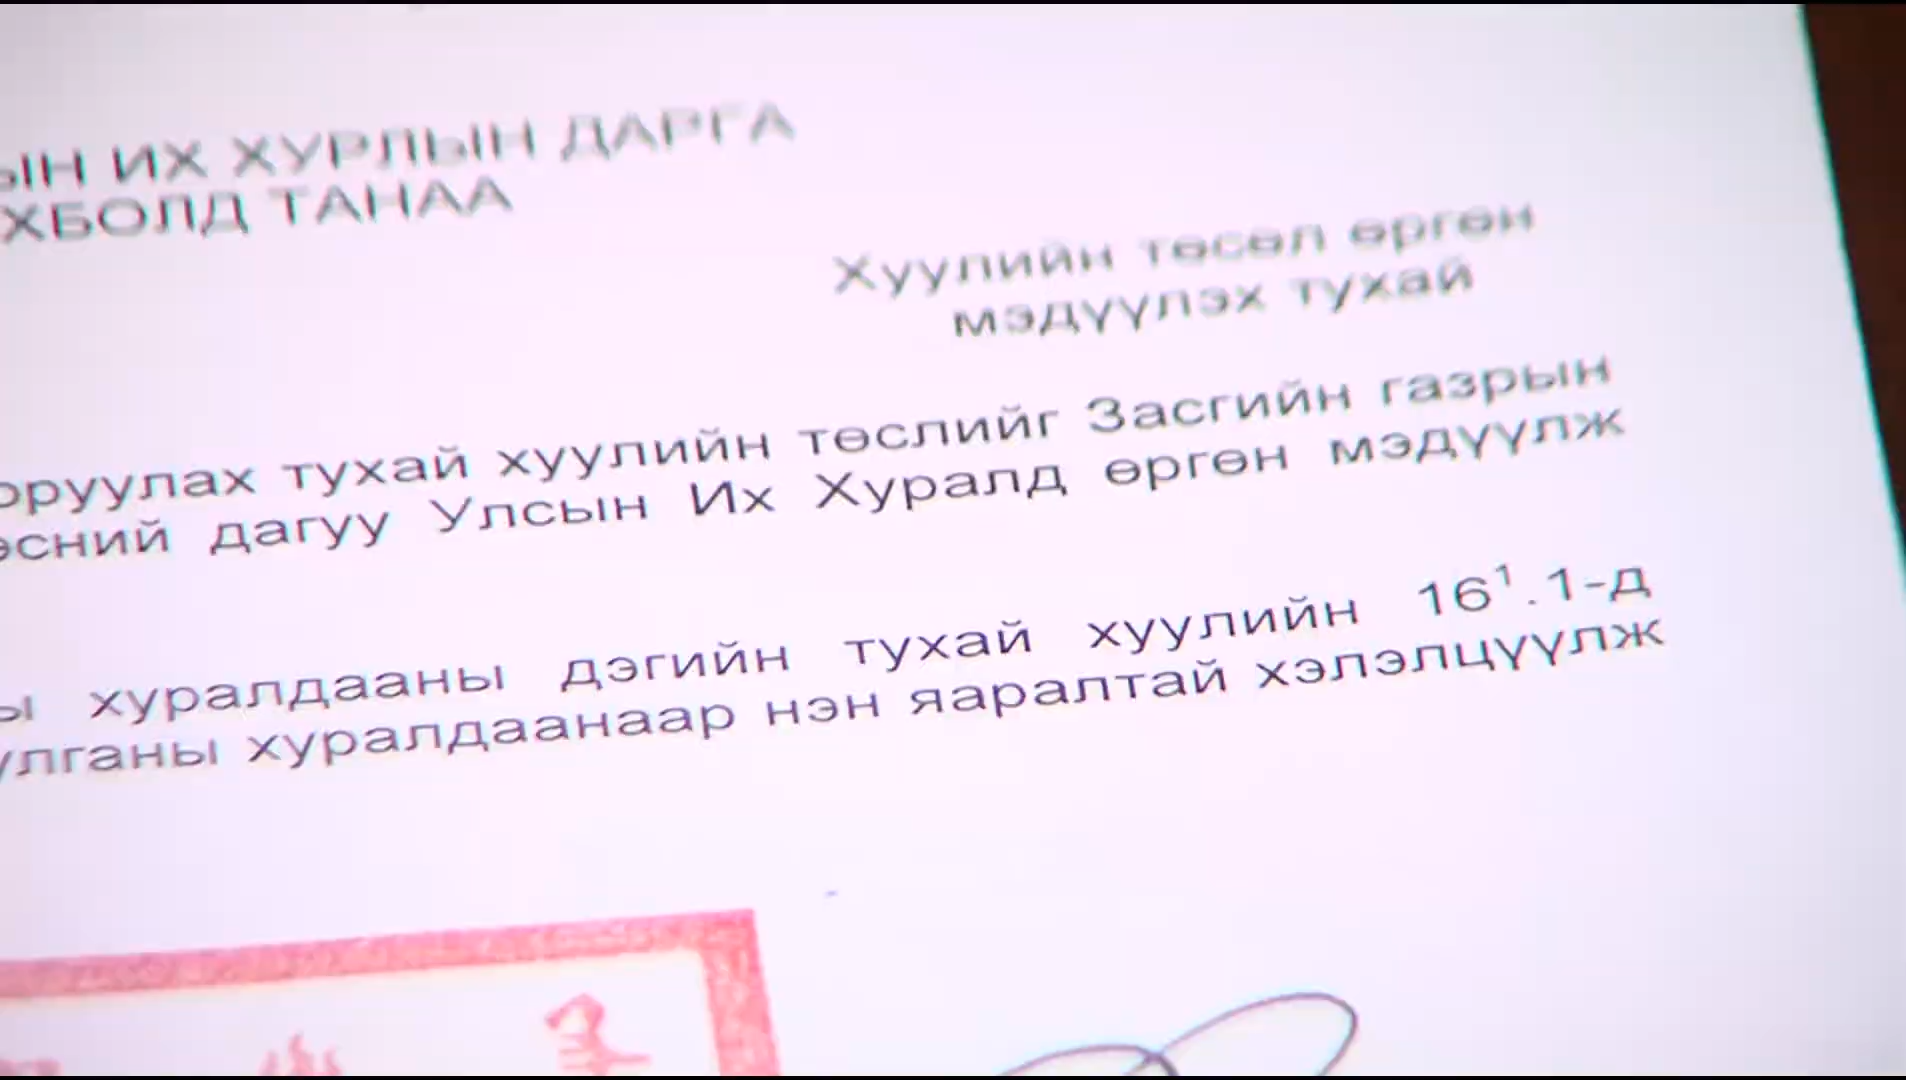 ЫН ИХ ХУРЛЫН ДАРГА
ХБОЛД ТАНАА
Хуулийн төсөл өргөн
мэдүүлэх тухай
оруулах тухай хуулийн төслийг Засгийн газрын
эсний дагуу Улсын Их Хуралд өргөн мэдүүлж
ы хуралдааны дэгийн тухай хуулийн 16¹.1-д
улганы хуралдаанаар нэн яаралтай хэлэлцүүлж